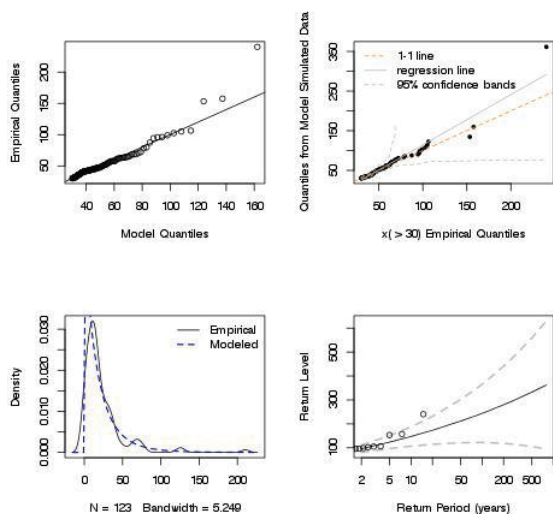 Empirical Quantiles
50
100
150
200
40
60
80
100
120
140
160
Model Quantiles
Quantiles from Model Simulated Data
50
150
250
350
1-1 line
regression line
95% confidence bands
50
100
150
200
x( > 30) Empirical Quantiles
Density
0.000
0.010
0.020
0.030
Empirical
Modeled
0
50
100
150
200
N = 123 Bandwidth = 5.249
Return Level
100
300
500
2
5
10
50
200
500
Return Period (years)